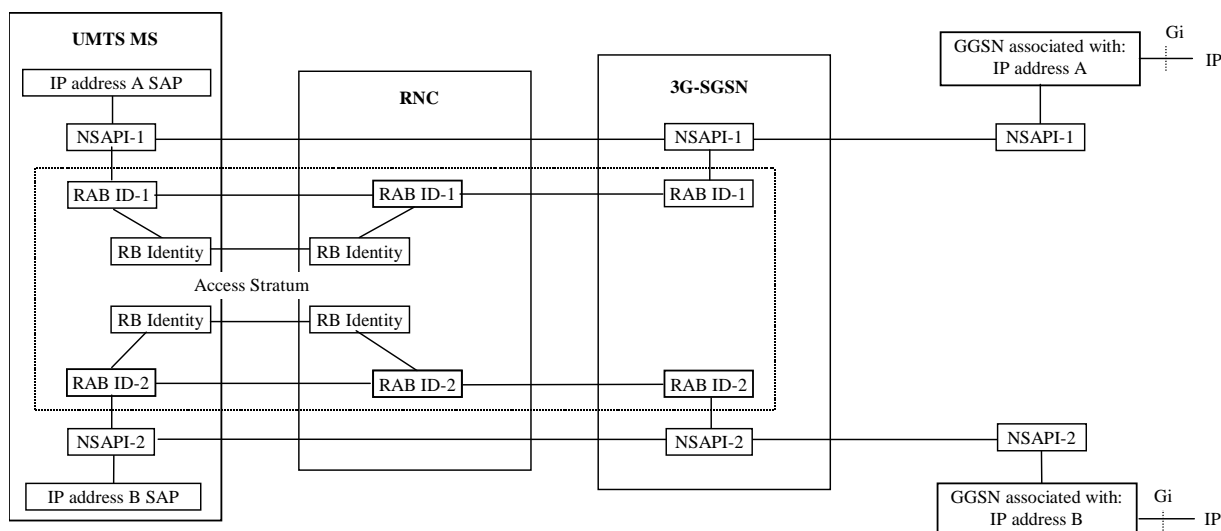 UMTS MS
IP address A SAP
NSAPI-1
RAB ID-1
RB Identity
RNC
RAB ID-1
RB Identity
3G-SGSN
NSAPI-1
RAB ID-1
GGSN associated with:
IP address A
Gi
IP
NSAPI-1
Access Stratum
RB Identity
RB Identity
RAB ID-2
RAB ID-2
RAB ID-2
NSAPI-2
NSAPI-2
NSAPI-2
IP address B SAP
GGSN associated with:
IP address B
Gi
IP